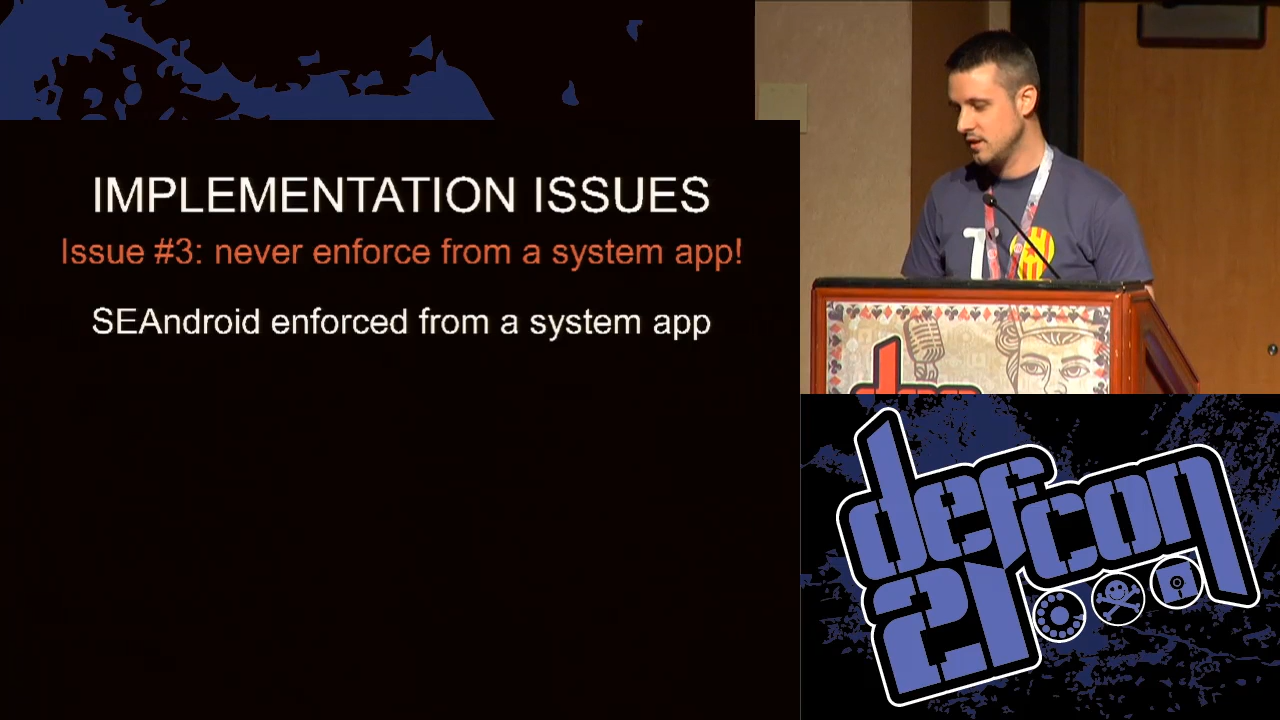 IMPLEMENTATION ISSUES
Issue #3: never enforce from a system app!
SEAndroid enforced from a system app
defcon
21